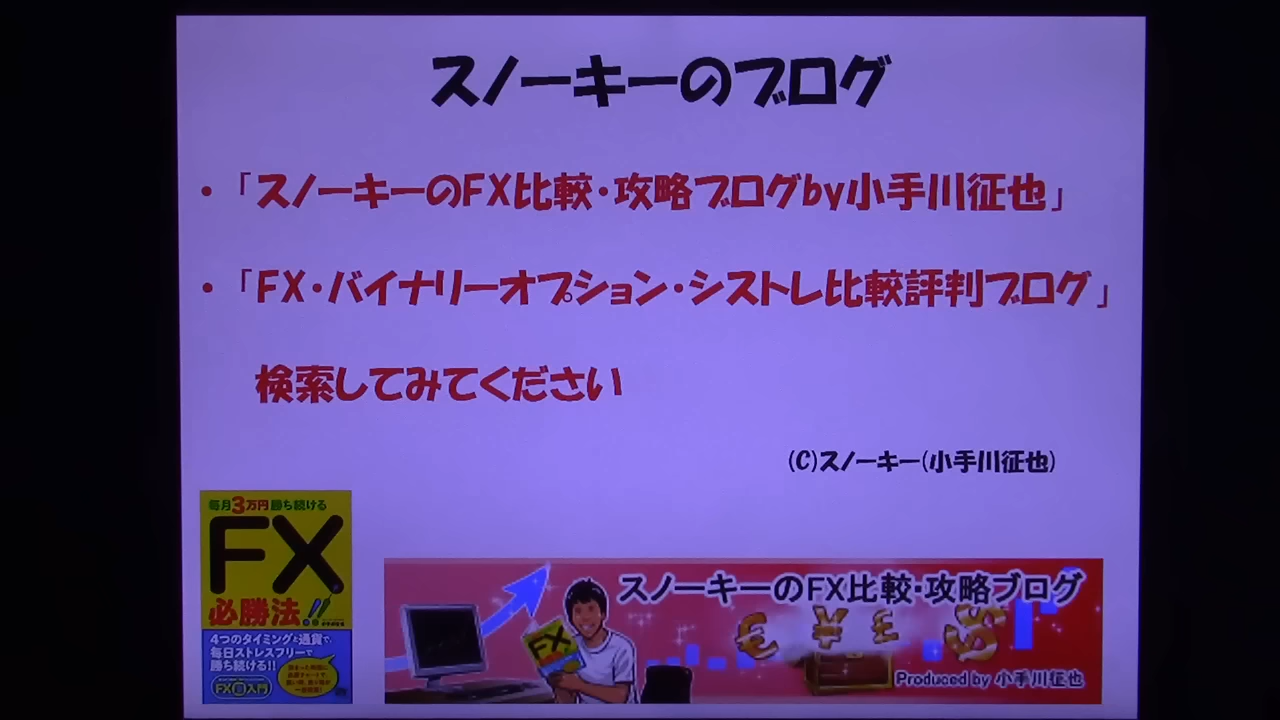 スノーキーのブログ
・「スノーキーのFX比較・攻略ブログby小手川征也」
・「FX・バイナリーオプション・シストレ比較評判ブログ」
検索してみてください
(C)スノーキー(小手川征也)
毎月3万円勝ち続ける
FX
必勝法!!
4つのタイミングと通貨で、
毎日ストレスフリーで
勝ち続ける!!
FX 入門
スノーキーのFX比較・攻略ブログ
FX
Produced by 小手川征也